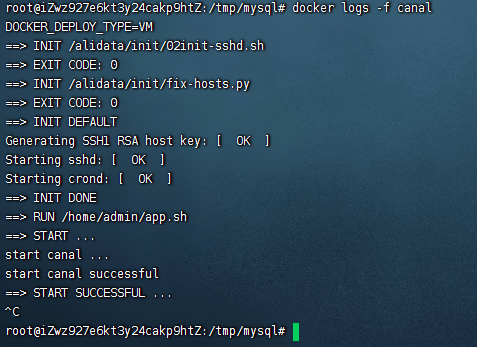 root@iZwz927e6kt3y24cakp9htZ:/tmp/mysql# docker logs -f canal
DOCKER_DEPLOY_TYPE=VM
==> INIT /alidata/init/02init-sshd.sh
==> EXIT CODE: 0
==> INIT /alidata/init/fix-hosts.py
==> EXIT CODE: 0
==> INIT DEFAULT
Generating SSH1 RSA host key: [  OK  ]
Starting sshd: [  OK  ]
Starting crond: [  OK  ]
==> INIT DONE
==> RUN /home/admin/app.sh
==> START ...
start canal ...
start canal successful
==> START SUCCESSFUL ...
^C
root@iZwz927e6kt3y24cakp9htZ:/tmp/mysql#